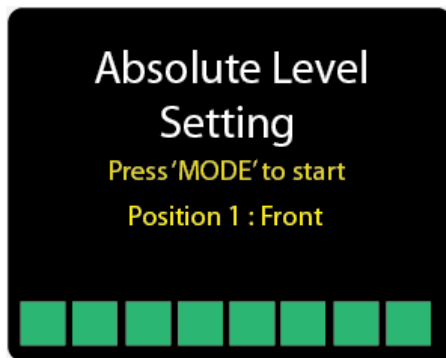 Absolute Level
Setting
Press 'MODE' to start
Position 1 : Front